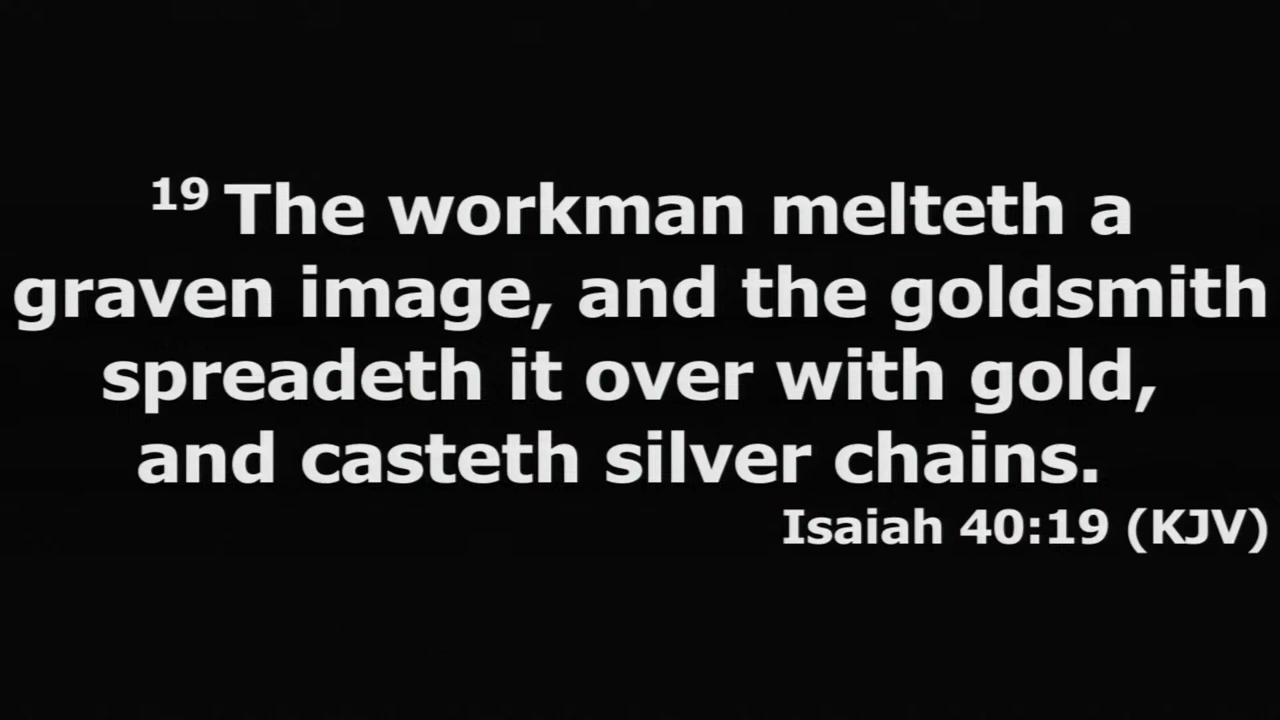 19 The workman melteth a
graven image, and the goldsmith
spreadeth it over with gold,
and casteth silver chains.
Isaiah 40:19 (KJV)